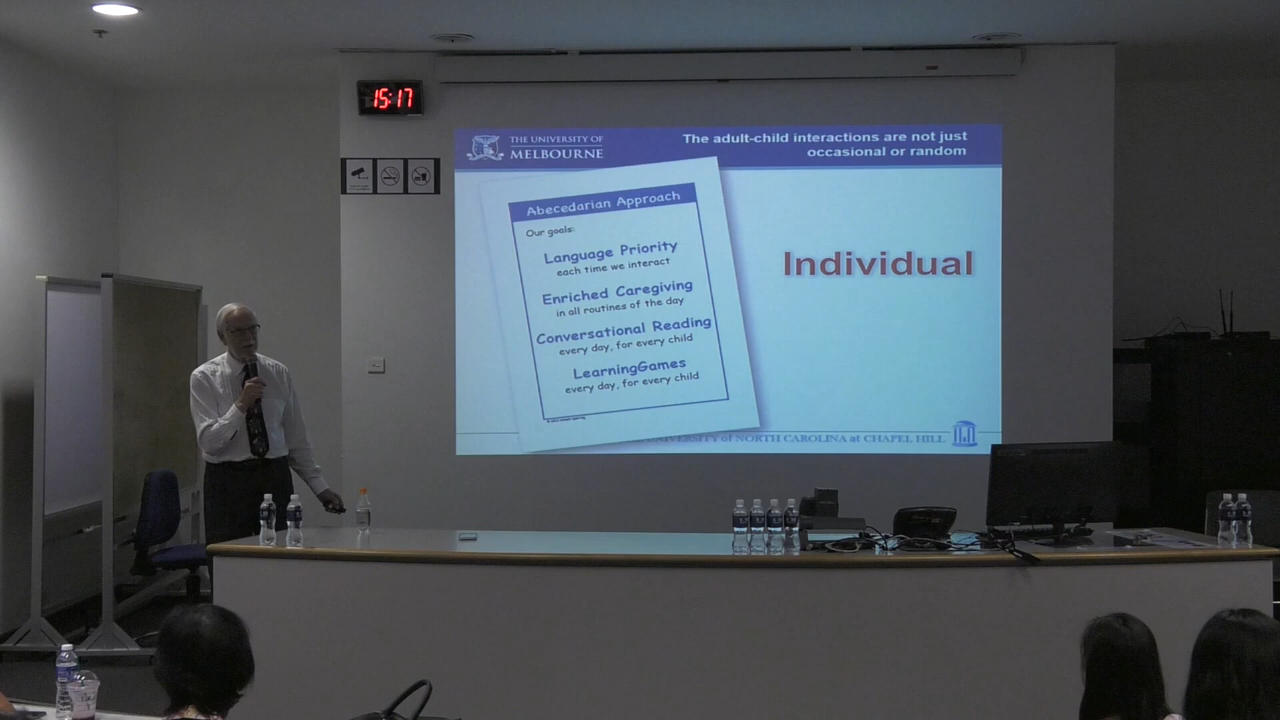 15:17
THE UNIVERSITY OF
MELBOURNE
The adult-child interactions are not just
occasional or random
Abecedarian Approach
Our goals:
Language Priority
each time we interact
Enriched Caregiving
in all routines of the day
Conversational Reading
every day, for every child
LearningGames
every day, for every child
Individual
UNIVERSITY of NORTH CAROLINA at CHAPEL HILL